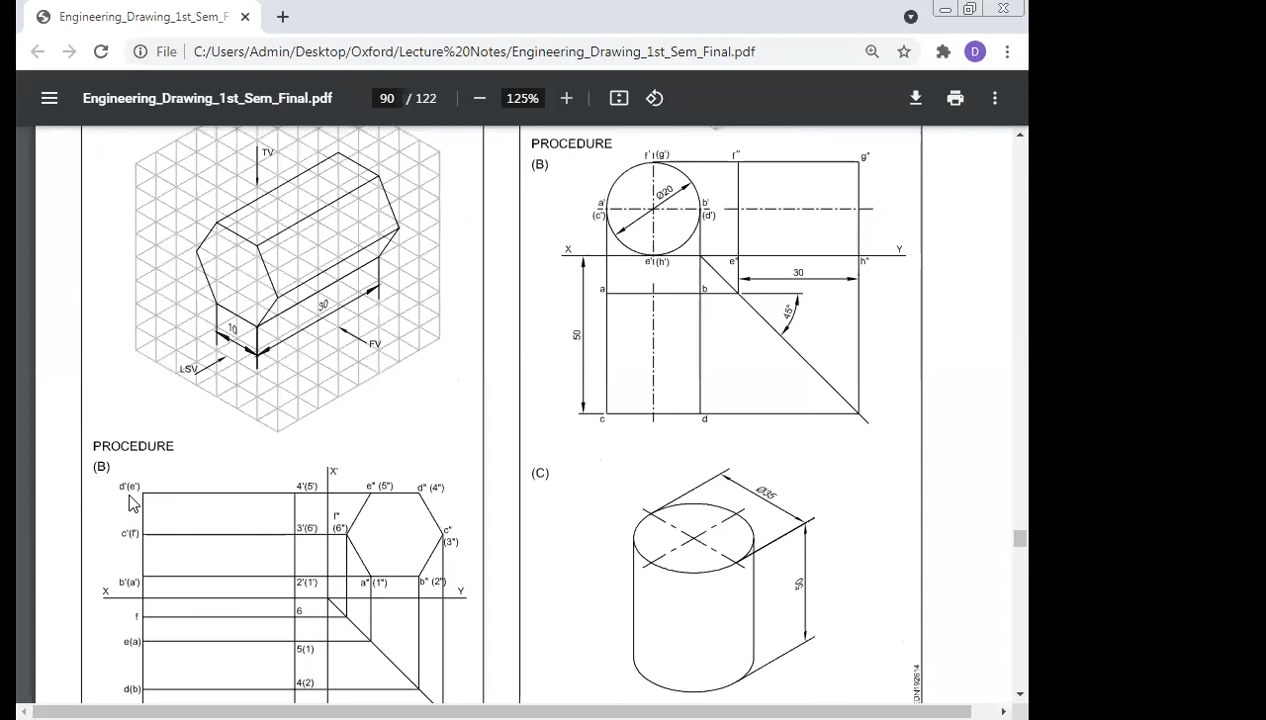 Engineering_Drawing_1st_Sem_F
File C:/Users/Admin/Desktop/Oxford/Lecture%20Notes/Engineering_Drawing_1st_Sem_Final.pdf
D
Engineering_Drawing_1st_Sem_Final.pdf
90 / 122
125%
TV
30
10
FV
LSV
PROCEDURE
(B)
d'(e')
4'(5')
X'
e" (5")
d" (4")
c'(f')
3'(6')
f"
(6")
c"
(3")
b'(a')
2'(1')
a" (1")
b" (2")
X
Y
f
6
e(a)
5(1)
d(b)
4(2)
PROCEDURE
(B)
f'(g')
f"
g"
Ø20
a'
(c')
b'
(d')
X
Y
e'(h')
e"
h"
30
a
b
45°
50
c
d
(C)
Ø35
50
EDN192614